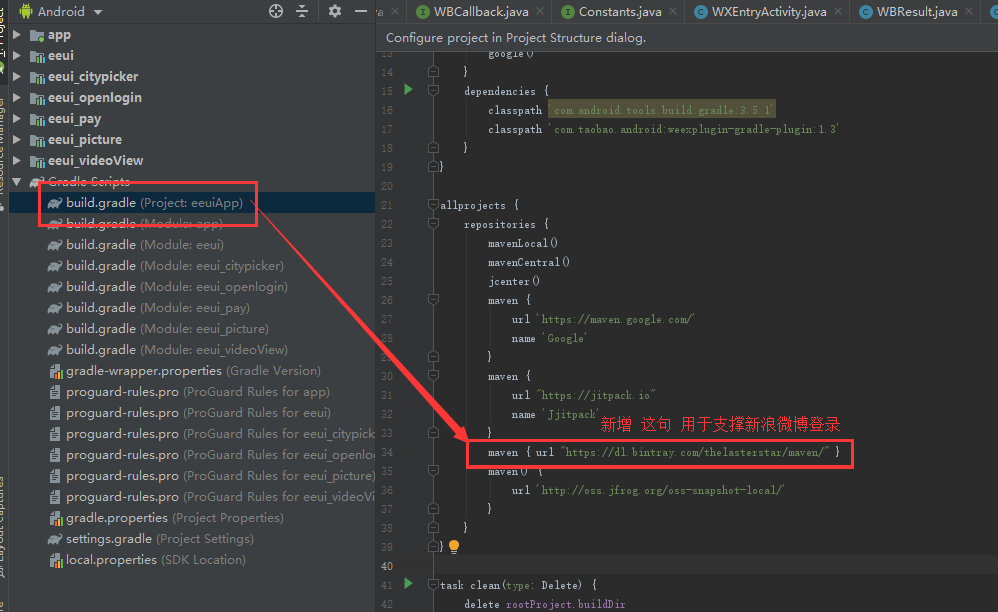 Android
WBCallback.java
Constants.java
WXEntryActivity.java
WBResult.java
Configure project in Project Structure dialog.
app
eeui
eeui_citypicker
eeui_openlogin
eeui_pay
eeui_picture
eeui_videoView
Gradle Scripts
build.gradle (Project: eeuiApp)
build.gradle (Module: app)
build.gradle (Module: eeui)
build.gradle (Module: eeui_citypicker)
build.gradle (Module: eeui_openlogin)
build.gradle (Module: eeui_pay)
build.gradle (Module: eeui_picture)
build.gradle (Module: eeui_videoView)
gradle-wrapper.properties (Gradle Version)
proguard-rules.pro (ProGuard Rules for app)
proguard-rules.pro (ProGuard Rules for eeui)
proguard-rules.pro (ProGuard Rules for eeui_citypick
proguard-rules.pro (ProGuard Rules for eeui_openlo
proguard-rules.pro (ProGuard Rules for eeui_pay)
proguard-rules.pro (ProGuard Rules for eeui_picture)
proguard-rules.pro (ProGuard Rules for eeui_videoVi
gradle.properties (Project Properties)
settings.gradle (Project Settings)
local.properties (SDK Location)
13 google()
14 }
15 dependencies {
16 classpath 'com.android.tools.build:gradle:3.5.1'
17 classpath 'com.taobao.android:weexplugin-gradle-plugin:1.3'
18 }
19 }
20
21 allprojects {
22 repositories {
23 mavenLocal()
24 mavenCentral()
25 jcenter()
26 maven {
27 url 'https://maven.google.com/'
28 name 'Google'
29 }
30 maven {
31 url "https://jitpack.io"
32 name 'Jjitpack'
新增 这句 用于支撑新浪微博登录
33 }
34 maven { url "https://dl.bintray.com/thelasterstar/maven/" }
35 maven() {
36 url 'http://oss.jfrog.org/oss-snapshot-local/'
37 }
38 }
39 }
40
41 task clean(type: Delete) {
42 delete rootProject.buildDir